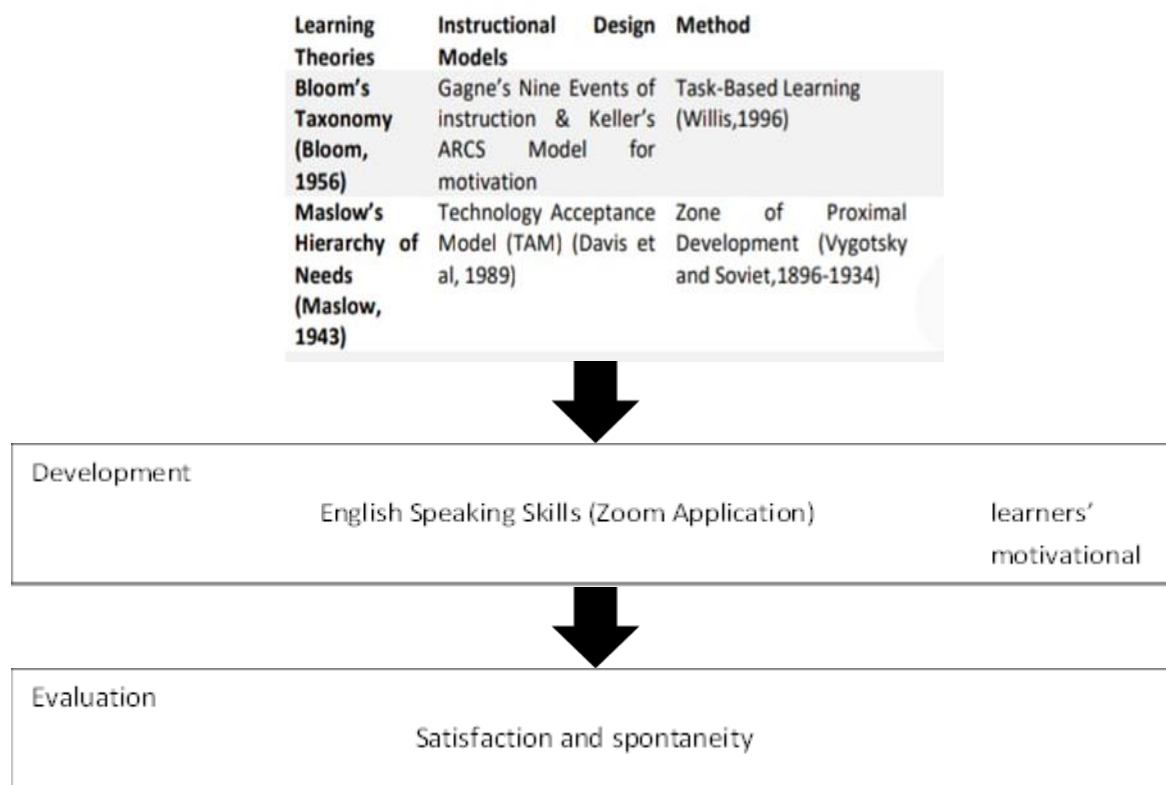 Learning Theories
Instructional Design Models
Method
Bloom's Taxonomy (Bloom, 1956)
Gagne's Nine Events of instruction & Keller's ARCS Model for motivation
Task-Based Learning (Willis,1996)
Maslow's Hierarchy of Needs (Maslow, 1943)
Technology Acceptance Model (TAM) (Davis et al, 1989)
Zone of Proximal Development (Vygotsky and Soviet,1896-1934)
Development
English Speaking Skills (Zoom Application)
learners'
motivational
Evaluation
Satisfaction and spontaneity